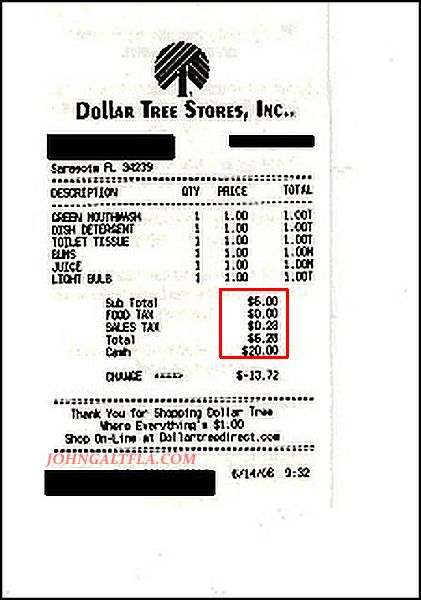 DOLLAR TREE STORES, INC..
Sarasota FL 34239
DESCRIPTION QTY PRICE TOTAL
GREEN MOUTHWASH 1 1.00 1.00T
DISH DETERGENT 1 1.00 1.00T
TOILET TISSUE 1 1.00 1.00T
1 1.00 1.00N
JUICE 1 1.00 1.00N
LIGHT BULB 1 1.00 1.00T
Sub Total $6.00
FOOD TAX $0.00
SALES TAX $0.28
Total $6.28
Cash $20.00
CHANGE ====> $-13.72
Thank You for Shopping Dollar Tree
Where Everything's $1.00
Shop On-Line at Dollartreedirect.com
JOHNGALTFLA.COM
6/14/08 9:32